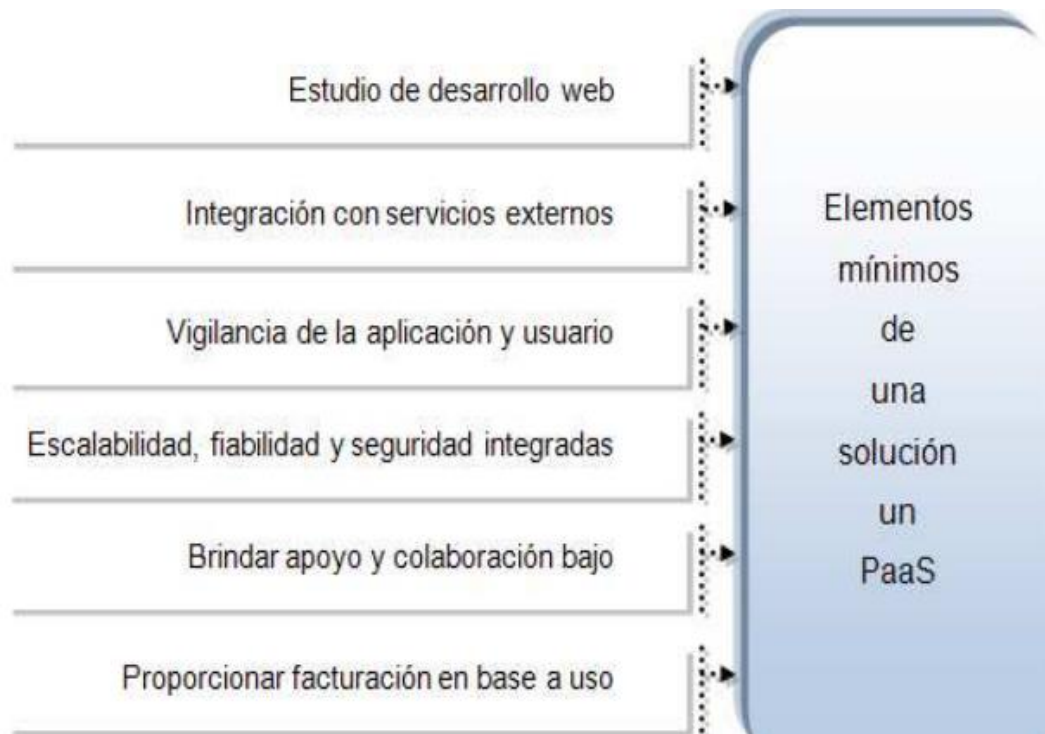 Estudio de desarrollo web
Integración con servicios externos
Vigilancia de la aplicación y usuario
Escalabilidad, fiabilidad y seguridad integradas
Brindar apoyo y colaboración bajo
Proporcionar facturación en base a uso
Elementos
mínimos
de
una
solución
un
PaaS